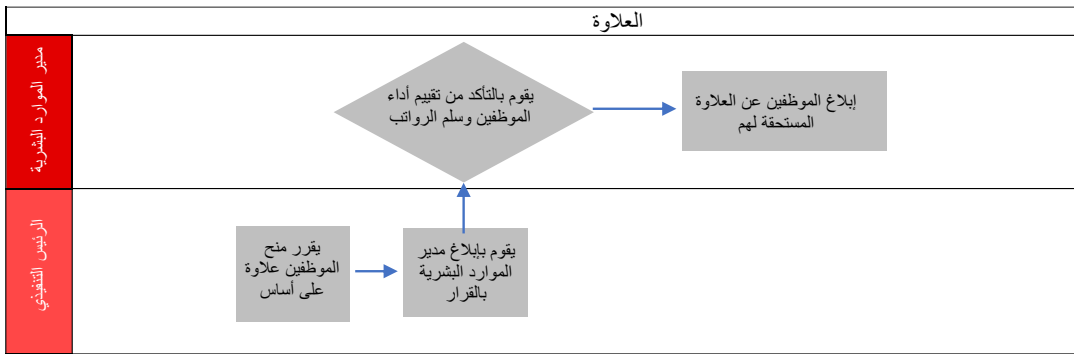 العلاوة
مدير الموارد البشرية
يقوم بالتأكد من تقييم أداء
الموظفين وسلم الرواتب
إبلاغ الموظفين عن العلاوة
المستحقة لهم
الرئيس التنفيذي
يقرر منح
الموظفين علاوة
على أساس
يقوم بإبلاغ مدير
الموارد البشرية
بالقرار